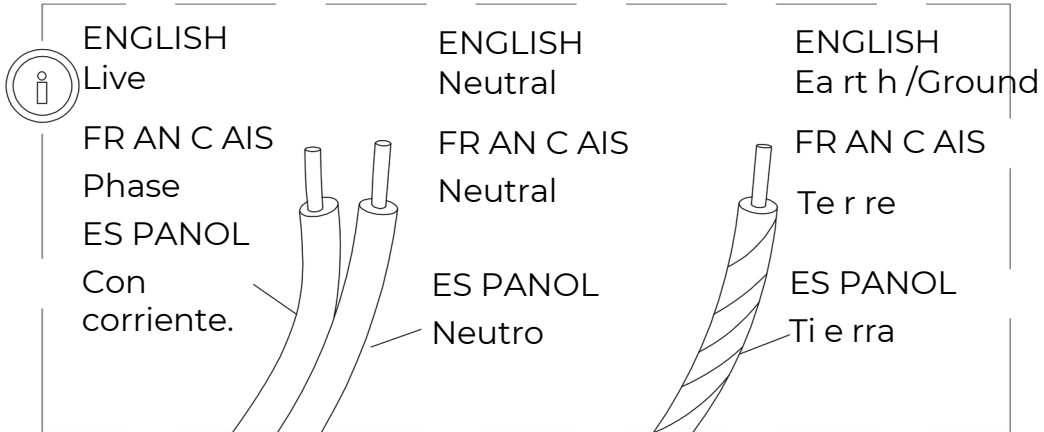 ENGLISH
Live
FR AN C AIS
Phase
ES PANOL
Con
corriente.
ENGLISH
Neutral
FR AN C AIS
Neutral
ES PANOL
Neutro
ENGLISH
Ea rt h /Ground
FR AN C AIS
Te r re
ES PANOL
Ti e rra